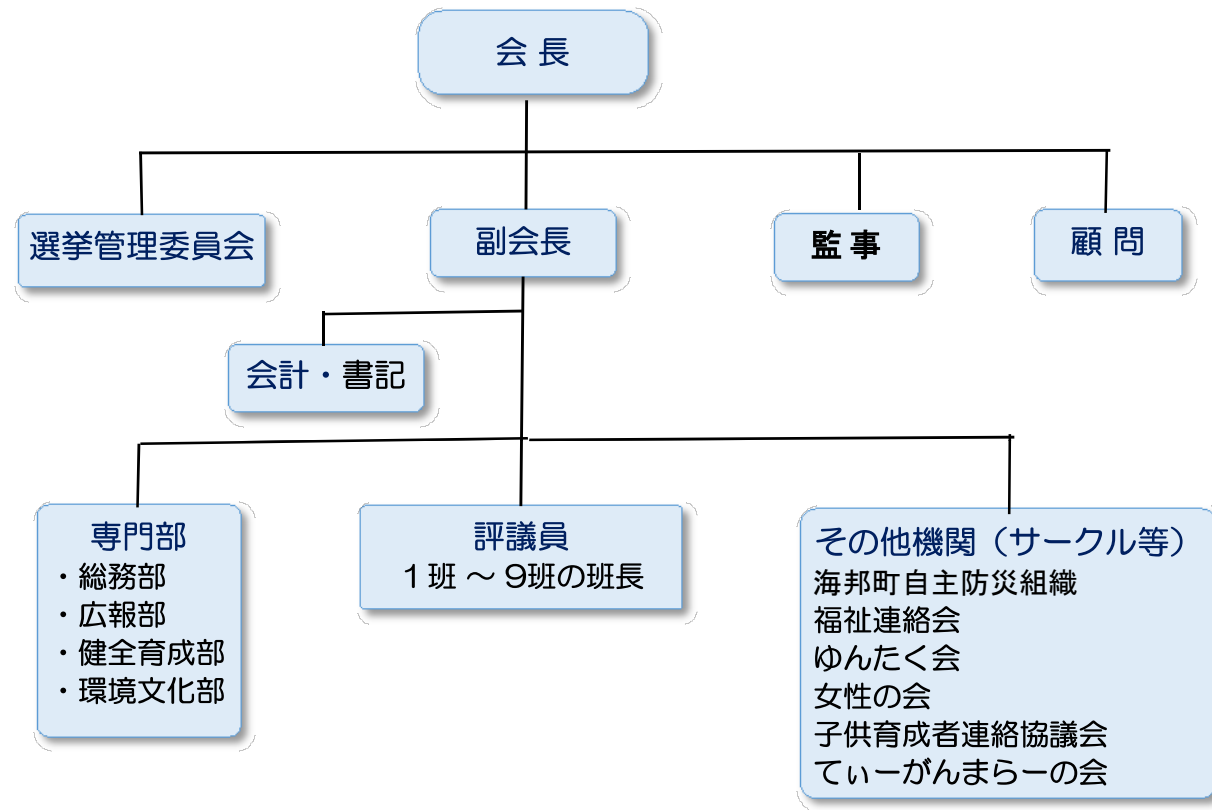 会 長
選挙管理委員会
副会長
監 事
顧 問
会計・書記
専門部
・総務部
・広報部
・健全育成部
・環境文化部
評議員
１班 ～ 9班の班長
その他機関（サークル等）
海邦町自主防災組織
福祉連絡会
ゆんたく会
女性の会
子供育成者連絡協議会
てぃーがんまらーの会